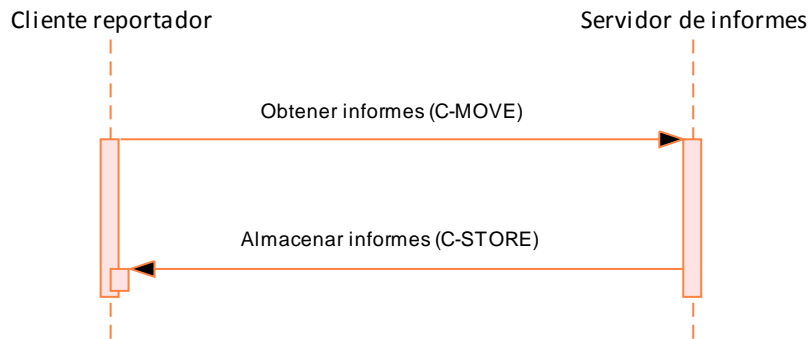 Cliente reportador
Servidor de informes
Obtener informes (C-MOVE)
Almacenar informes (C-STORE)